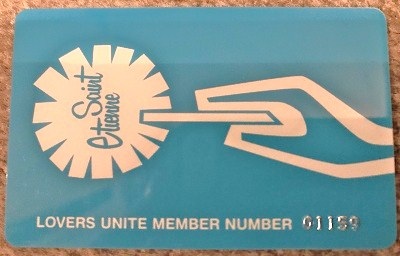 Saint
etienne
LOVERS UNITE MEMBER NUMBER 01159